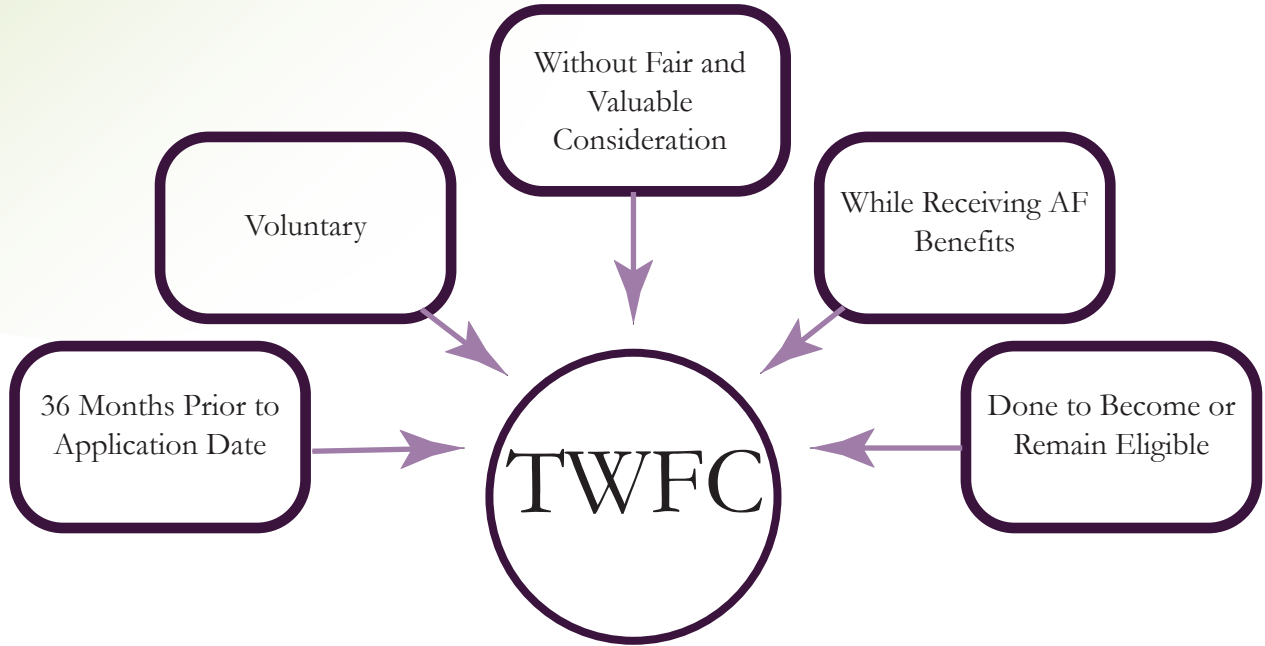 Without Fair and
Valuable
Consideration
Voluntary
While Receiving AF
Benefits
36 Months Prior to
Application Date
Done to Become or
Remain Eligible
TWFC